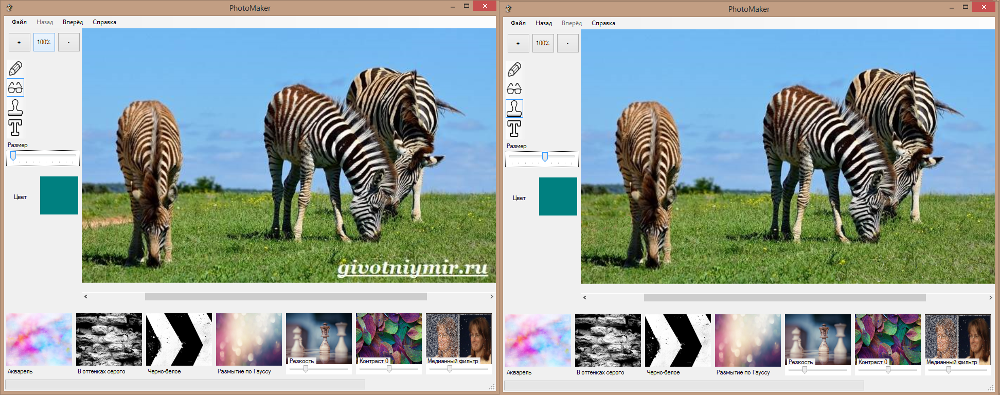 PhotoMaker
Файл Назад Вперёд Справка
+ 100% -
Размер
Цвет
givotniymir.ru
Акварель
В оттенках серого
Черно-белое
Размытие по Гауссу
Резкость
Контраст 0
Медианный фильтр
PhotoMaker
Файл Назад Вперёд Справка
+ 100% -
Размер
Цвет
Акварель
В оттенках серого
Черно-белое
Размытие по Гауссу
Резкость
Контраст 0
Медианный фильтр